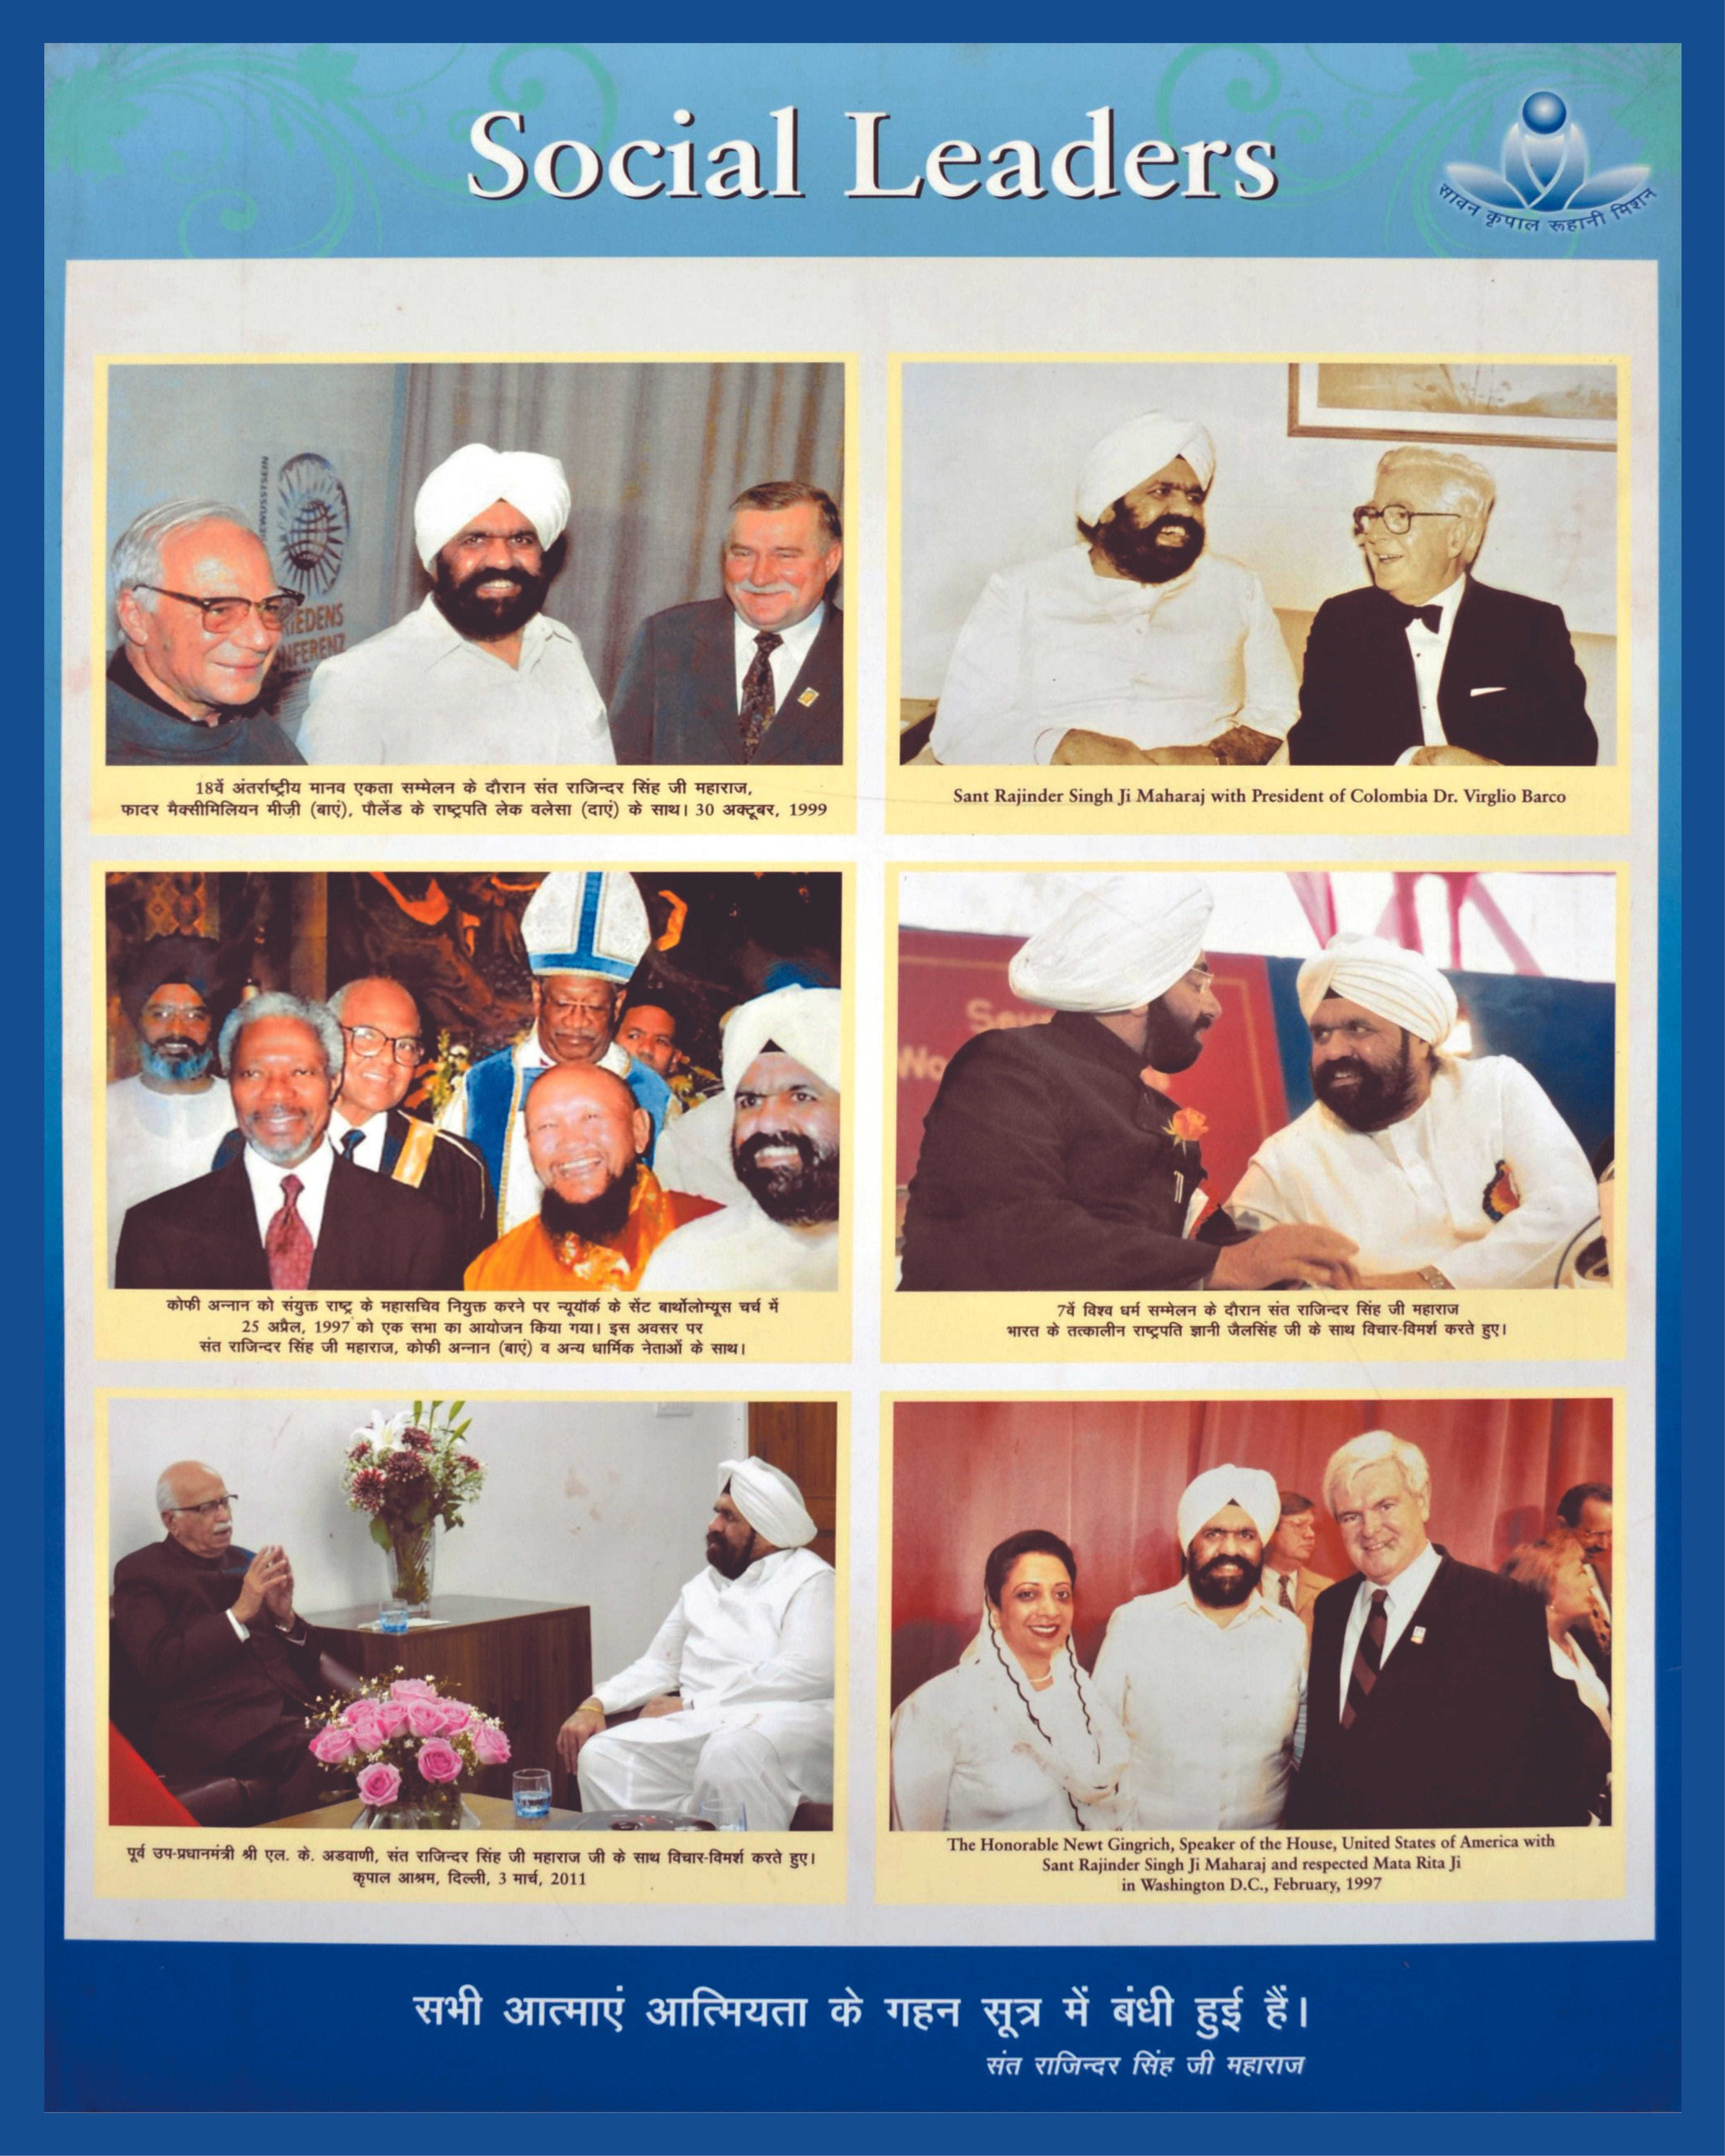 Social Leaders
सावन कृपाल रूहानी मिशन
EWUSSTSEIN
IEDENS
NFERENZ
18वें अंतर्राष्ट्रीय मानव एकता सम्मेलन के दौरान संत राजिन्दर सिंह जी महाराज,
फादर मैक्सीमिलियन मीज़ी (बाएं), पौलेंड के राष्ट्रपति लेक वलेसा (दाएं) के साथ। 30 अक्टूबर, 1999
Sant Rajinder Singh Ji Maharaj with President of Colombia Dr. Virglio Barco
कोफी अन्नान को संयुक्त राष्ट्र के महासचिव नियुक्त करने पर न्यूयॉर्क के सेंट बार्थोलोम्यूस चर्च में
25 अप्रैल, 1997 को एक सभा का आयोजन किया गया। इस अवसर पर
संत राजिन्दर सिंह जी महाराज, कोफी अन्नान (बाएं) व अन्य धार्मिक नेताओं के साथ।
7वें विश्व धर्म सम्मेलन के दौरान संत राजिन्दर सिंह जी महाराज
भारत के तत्कालीन राष्ट्रपति ज्ञानी जैलसिंह जी के साथ विचार-विमर्श करते हुए।
पूर्व उप-प्रधानमंत्री श्री एल. के. अडवाणी, संत राजिन्दर सिंह जी महाराज जी के साथ विचार-विमर्श करते हुए।
कृपाल आश्रम, दिल्ली, 3 मार्च, 2011
The Honorable Newt Gingrich, Speaker of the House, United States of America with
Sant Rajinder Singh Ji Maharaj and respected Mata Rita Ji
in Washington D.C., February, 1997
सभी आत्माएं आत्मियता के गहन सूत्र में बंधी हुई हैं।
संत राजिन्दर सिंह जी महाराज